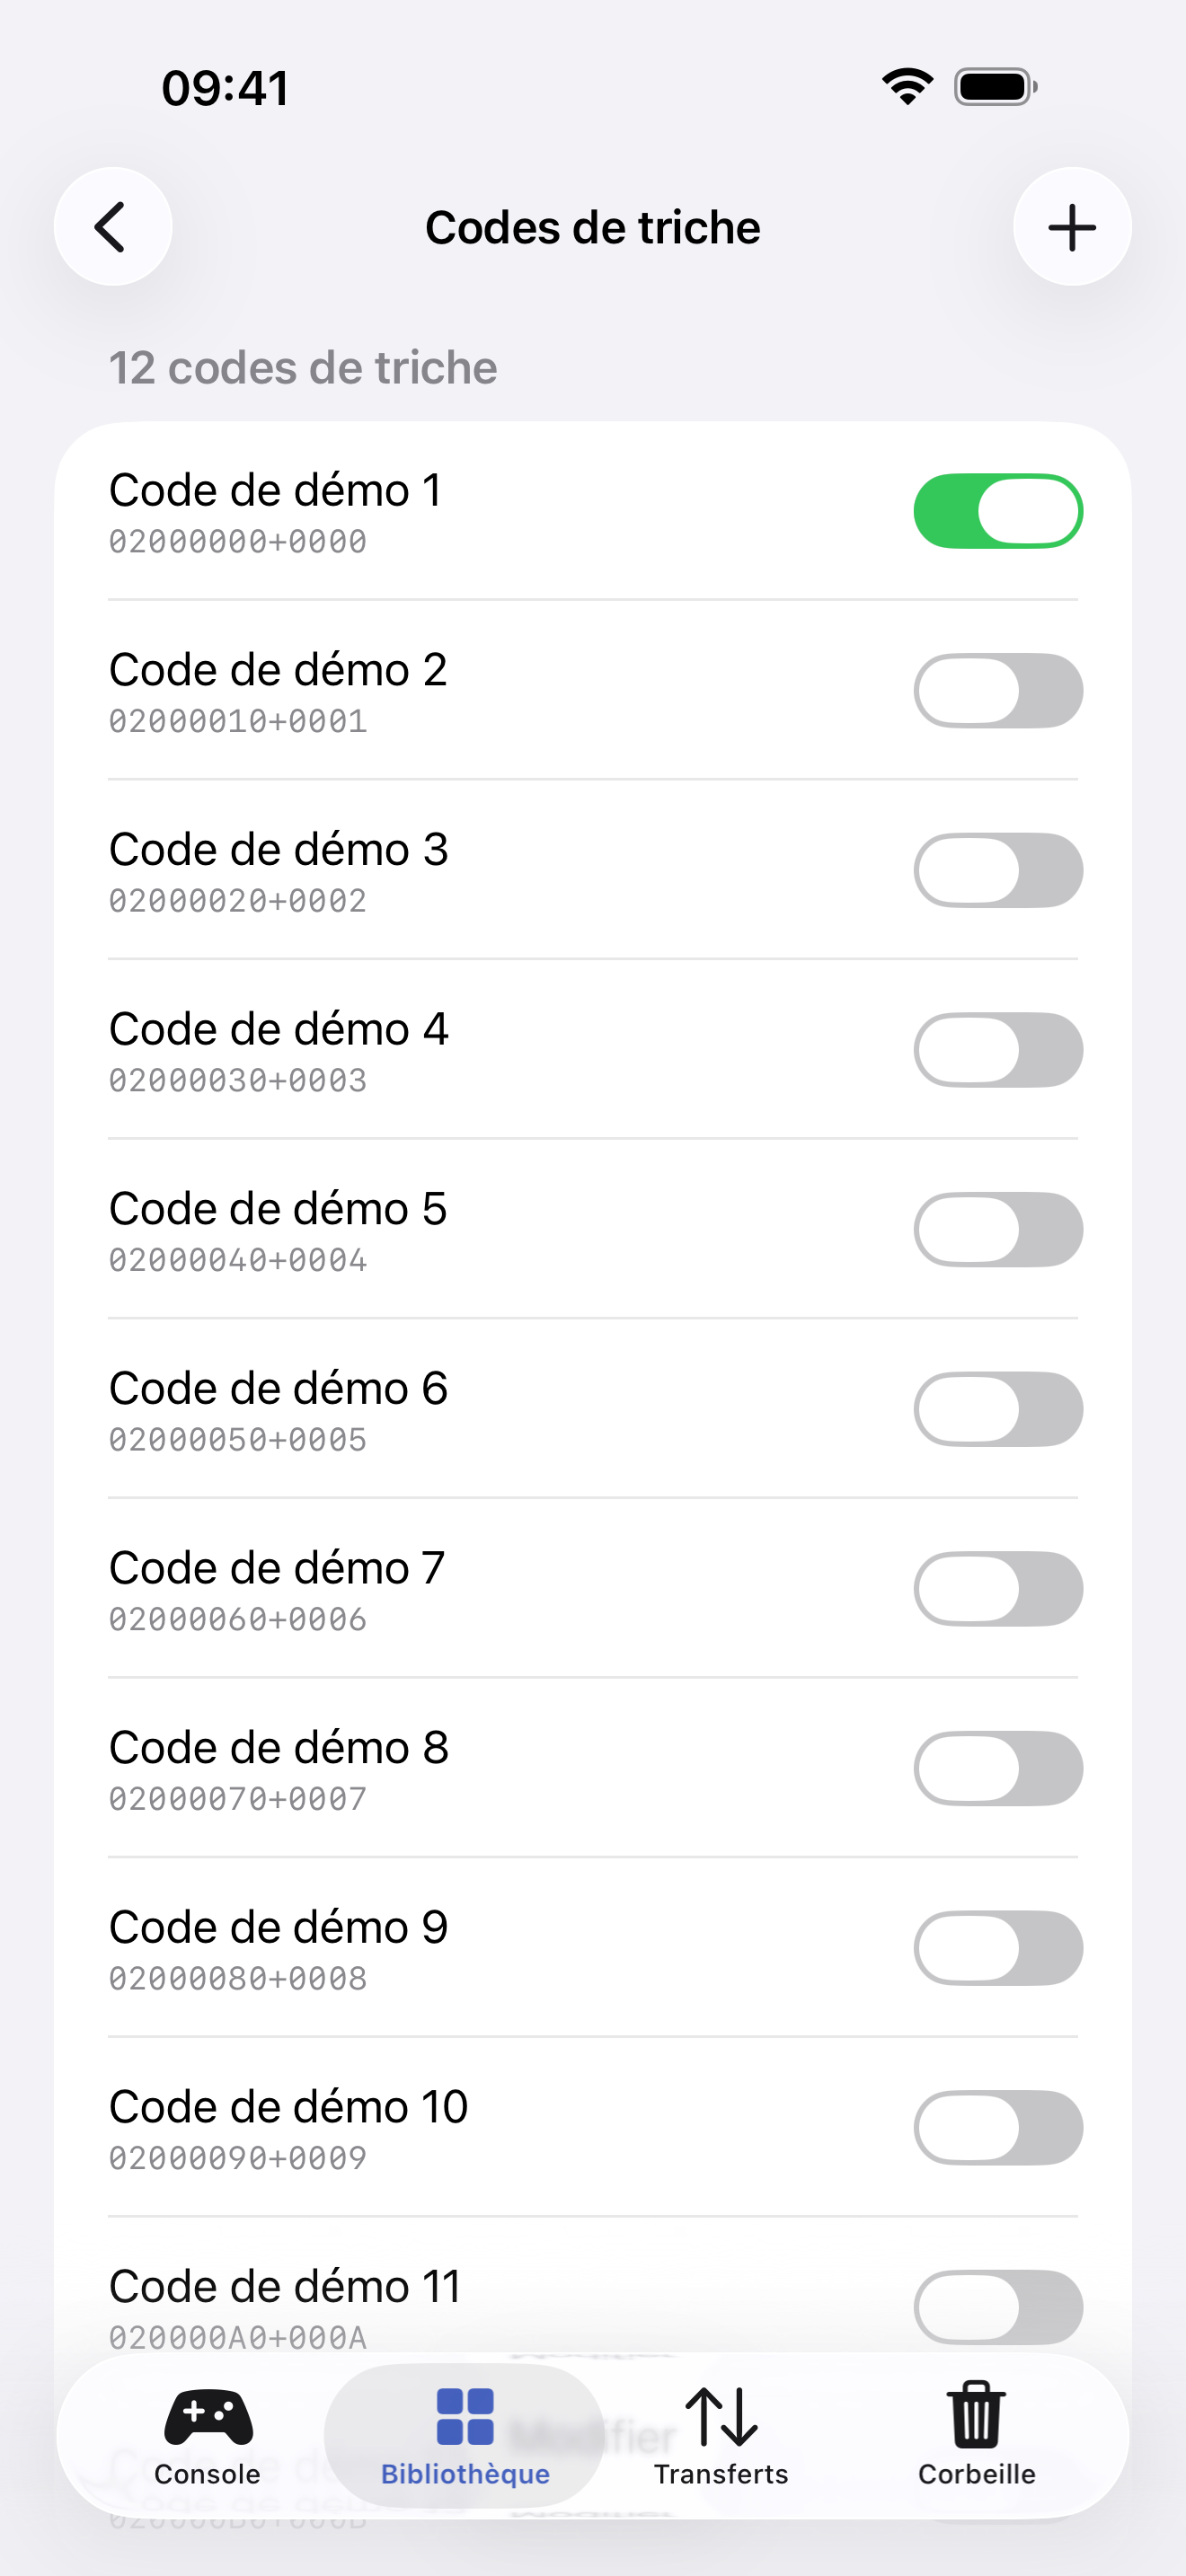 09:41
Codes de triche
12 codes de triche
Code de démo 1
02000000+0000
Code de démo 2
02000010+0001
Code de démo 3
02000020+0002
Code de démo 4
02000030+0003
Code de démo 5
02000040+0004
Code de démo 6
02000050+0005
Code de démo 7
02000060+0006
Code de démo 8
02000070+0007
Code de démo 9
02000080+0008
Code de démo 10
02000090+0009
Code de démo 11
020000A0+000A
Modifier
Console
Bibliothèque
Transferts
Corbeille